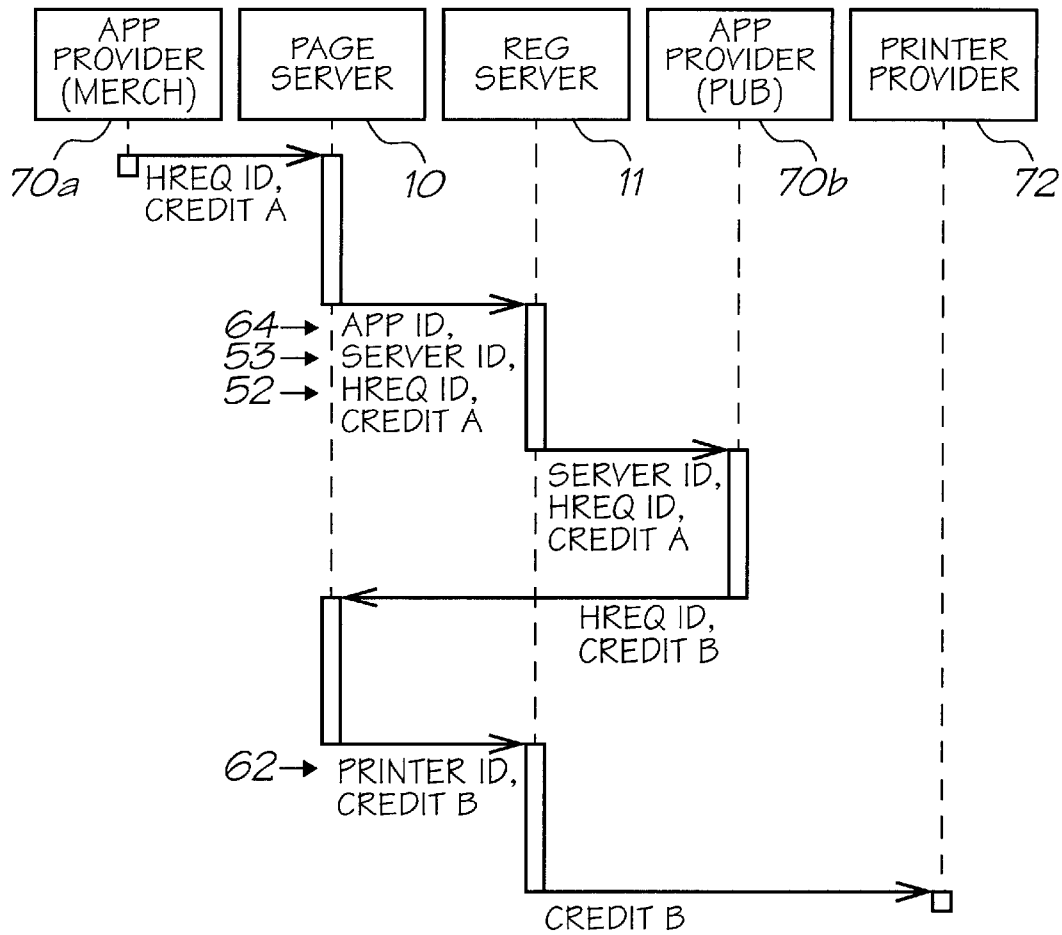 APP
PROVIDER
(MERCH)
PAGE
SERVER
REG
SERVER
APP
PROVIDER
(PUB)
PRINTER
PROVIDER
70a
10
11
70b
72
HREQ ID,
CREDIT A
64
APP ID,
53
SERVER ID,
52
HREQ ID,
CREDIT A
SERVER ID,
HREQ ID,
CREDIT A
HREQ ID,
CREDIT B
62
PRINTER ID,
CREDIT B
CREDIT B